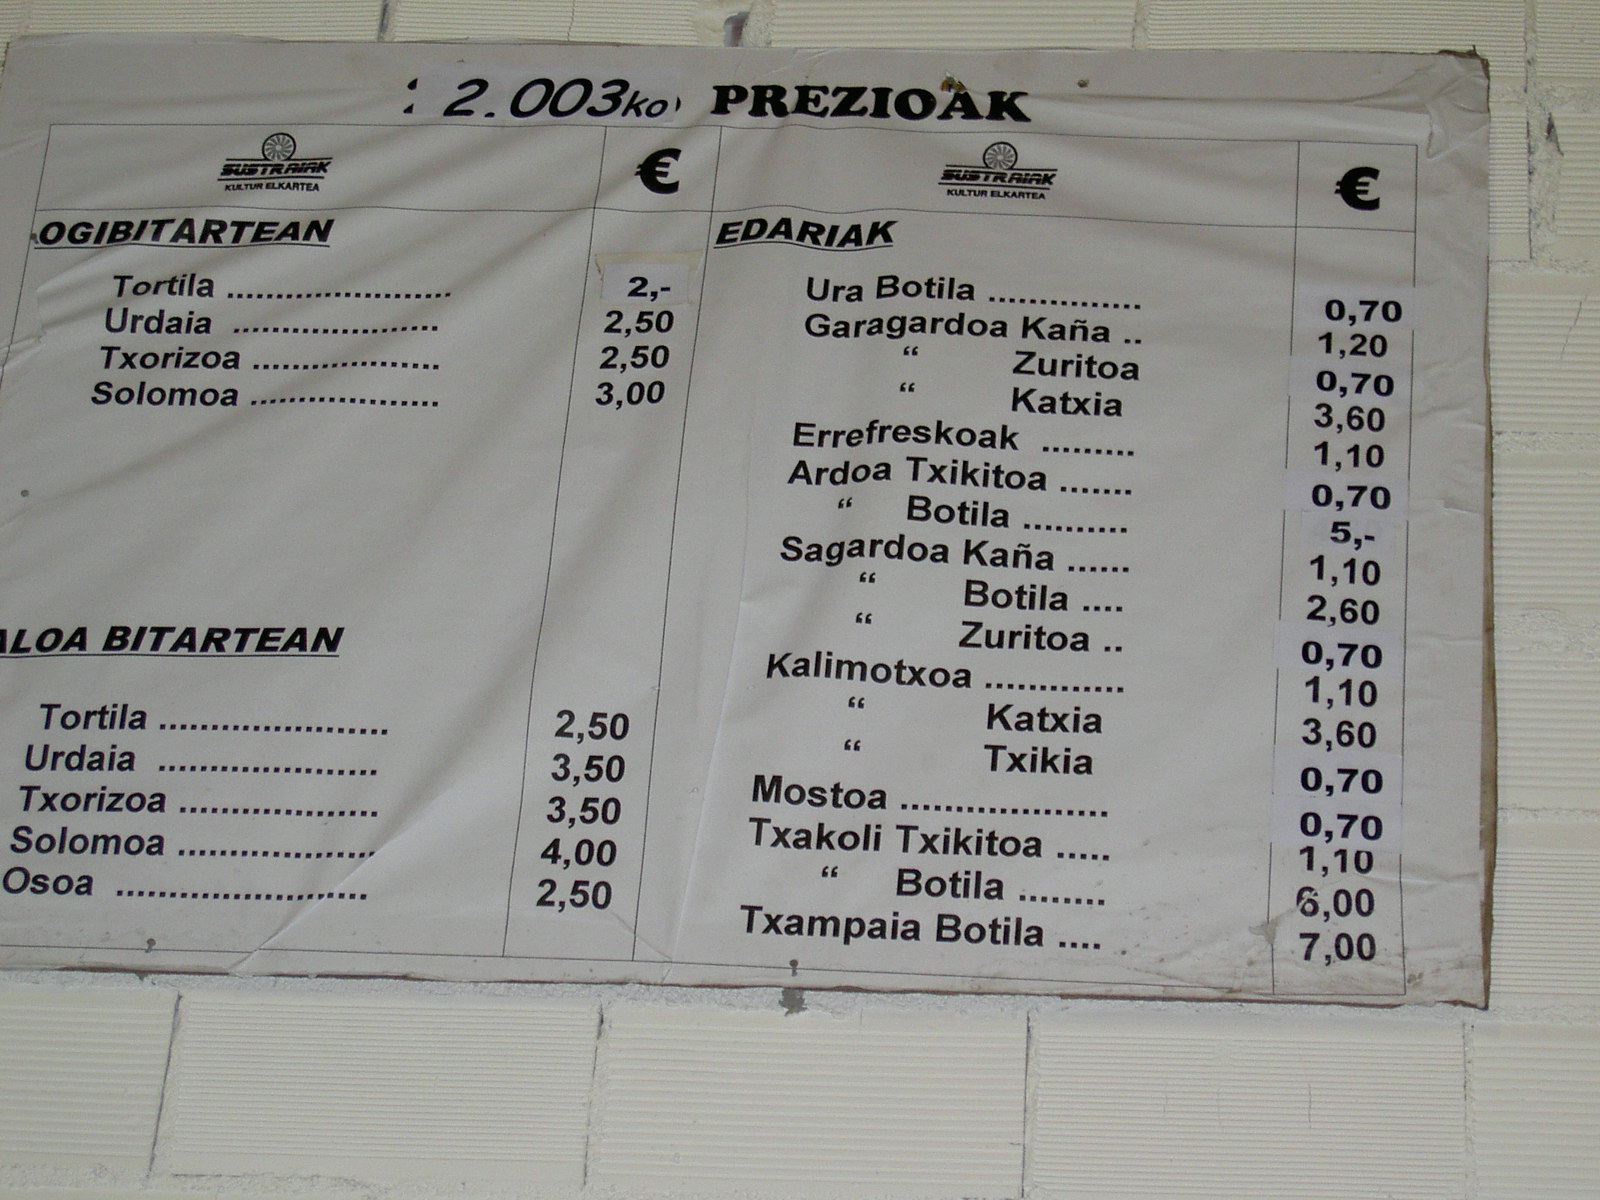 2.003ko PREZIOAK
SUSTRAIAK
KULTUR ELKARTEA
€
OGIBITARTEAN
Tortila ........................ 2,-
Urdaia ...................... 2,50
Txorizoa .................... 2,50
Solomoa .................... 3,00
ALOA BITARTEAN
Tortila ........................ 2,50
Urdaia ....................... 3,50
Txorizoa ..................... 3,50
Solomoa ..................... 4,00
Osoa ........................... 2,50
SUSTRAIAK
KULTUR ELKARTEA
€
EDARIAK
Ura Botila ............... 0,70
Garagardoa Kaña .. 1,20
“ Zuritoa 0,70
“ Katxia 3,60
Errefreskoak ......... 1,10
Ardoa Txikitoa ....... 0,70
“ Botila .......... 5,-
Sagardoa Kaña ...... 1,10
“ Botila .... 2,60
“ Zuritoa .. 0,70
Kalimotxoa ............. 1,10
“ Katxia 3,60
“ Txikia 0,70
Mostoa .................... 0,70
Txakoli Txikitoa ..... 1,10
“ Botila ........ 6,00
Txampaia Botila .... 7,00